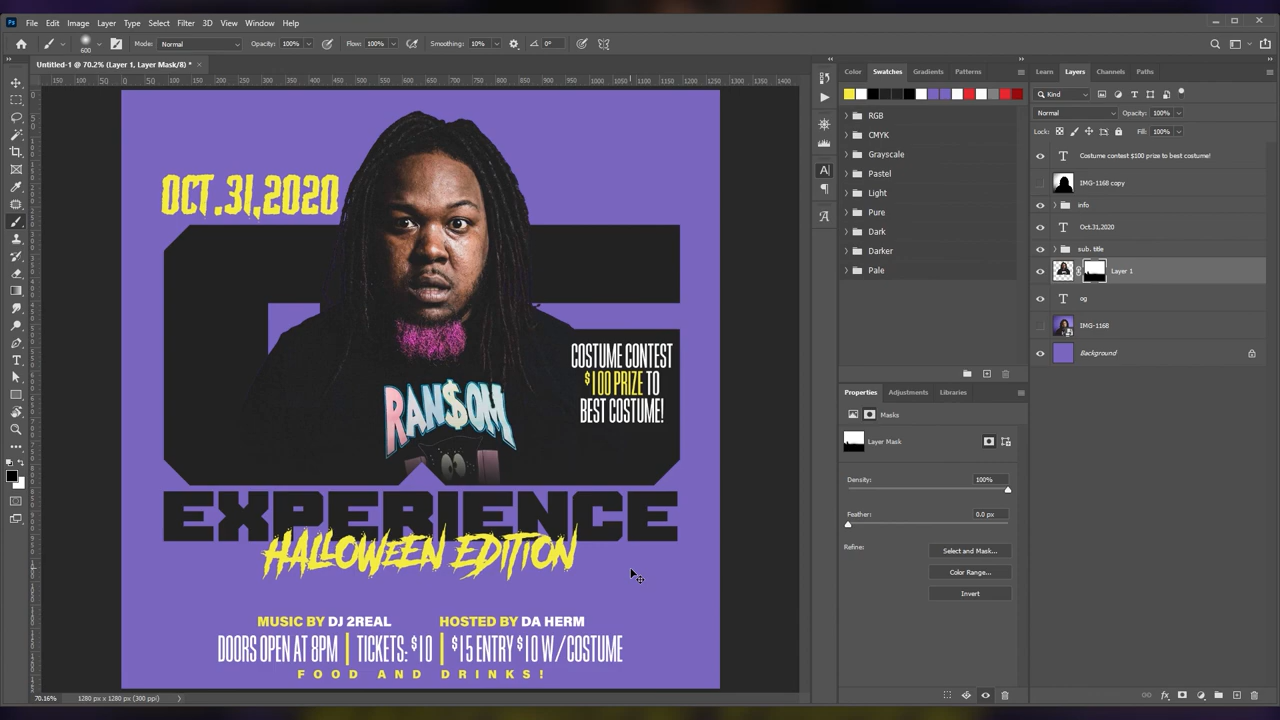 Ps File Edit Image Layer Type Select Filter 3D View Window Help
600 Mode: Normal Opacity: 100% Flow: 100% Smoothing: 10% 0°
Untitled-1 @ 70.2% (Layer 1, Layer Mask/8) *
OCT.31,2020
RAN$OM
COSTUME CONTEST
$100 PRIZE TO
BEST COSTUME!
EXPERIENCE
HALLOWEEN EDITION
MUSIC BY DJ 2REAL HOSTED BY DA HERM
DOORS OPEN AT 8PM TICKETS: $10 $15 ENTRY $10 W/COSTUME
FOOD AND DRINKS!
70.16% 1280 px x 1280 px (300 ppi)
Color Swatches Gradients Patterns
RGB
CMYK
Grayscale
Pastel
Light
Pure
Dark
Darker
Pale
Properties Adjustments Libraries
Masks
Layer Mask
Density: 100%
Feather: 0.0 px
Refine: Select and Mask...
Color Range...
Invert
Learn Layers Channels Paths
Kind
Normal Opacity: 100%
Lock: Fill: 100%
Costume contest $100 prize to best costume!
IMG-1168 copy
info
Oct.31,2020
sub. title
Layer 1
og
IMG-1168
Background